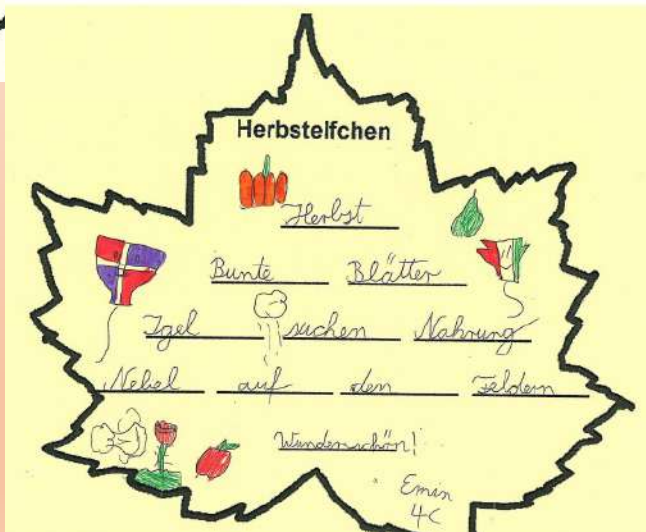 Herbstelfchen
Herbst
Bunte Blätter
Igel suchen Nahrung
Nebel auf den Feldern
Wunderschön!
Emin
4c